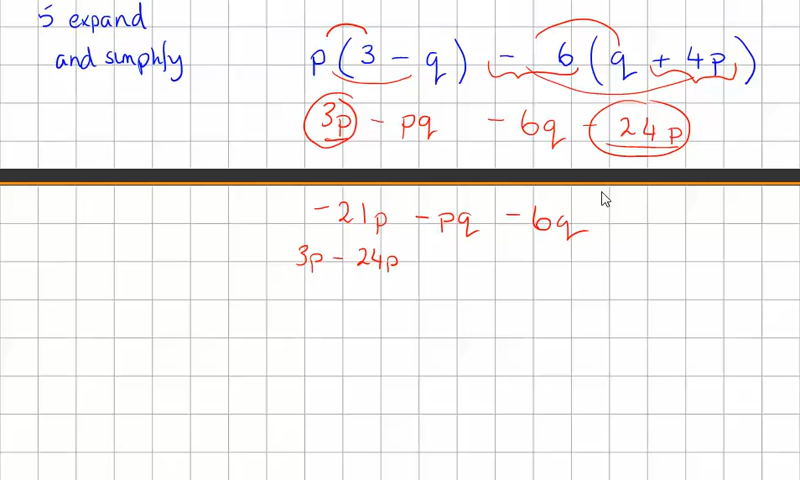 5 expand
and simplify
p(3 - q) - 6(q + 4p)
3p - pq - 6q - 24p
-21p - pq - 6q
3p - 24p